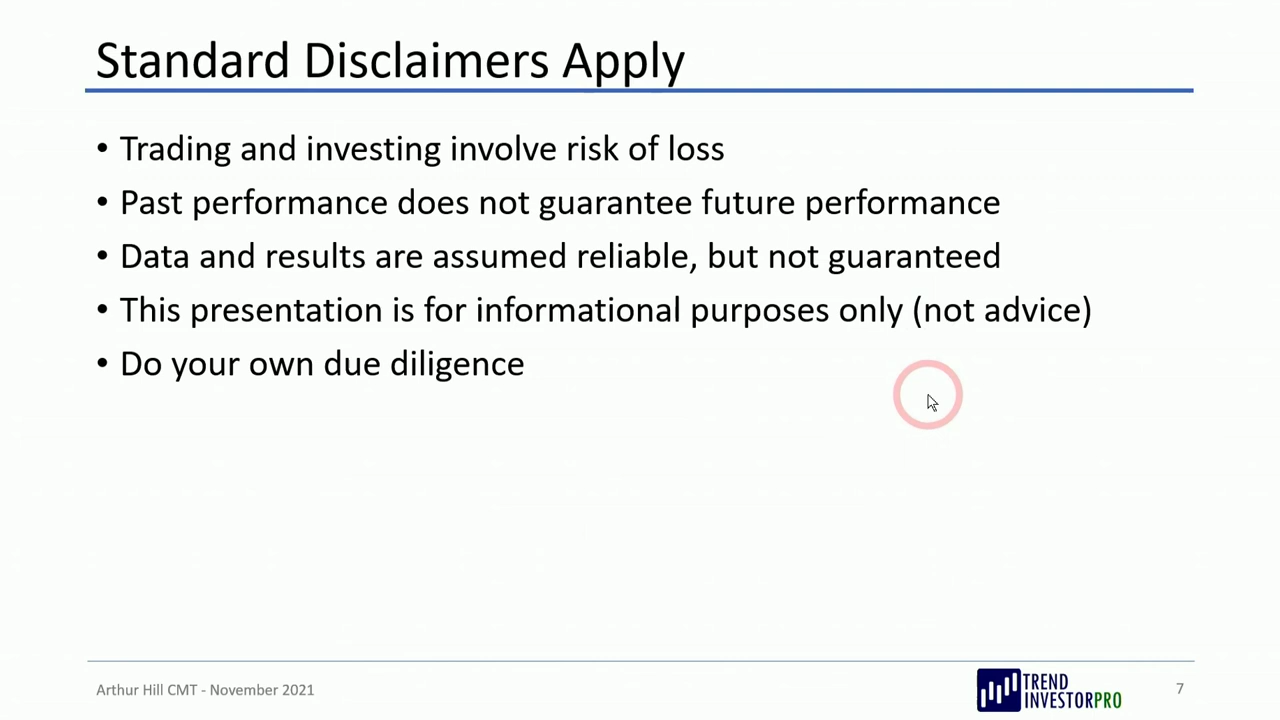 Standard Disclaimers Apply
• Trading and investing involve risk of loss
• Past performance does not guarantee future performance
• Data and results are assumed reliable, but not guaranteed
• This presentation is for informational purposes only (not advice)
• Do your own due diligence
Arthur Hill CMT - November 2021
TREND
INVESTORPRO
7